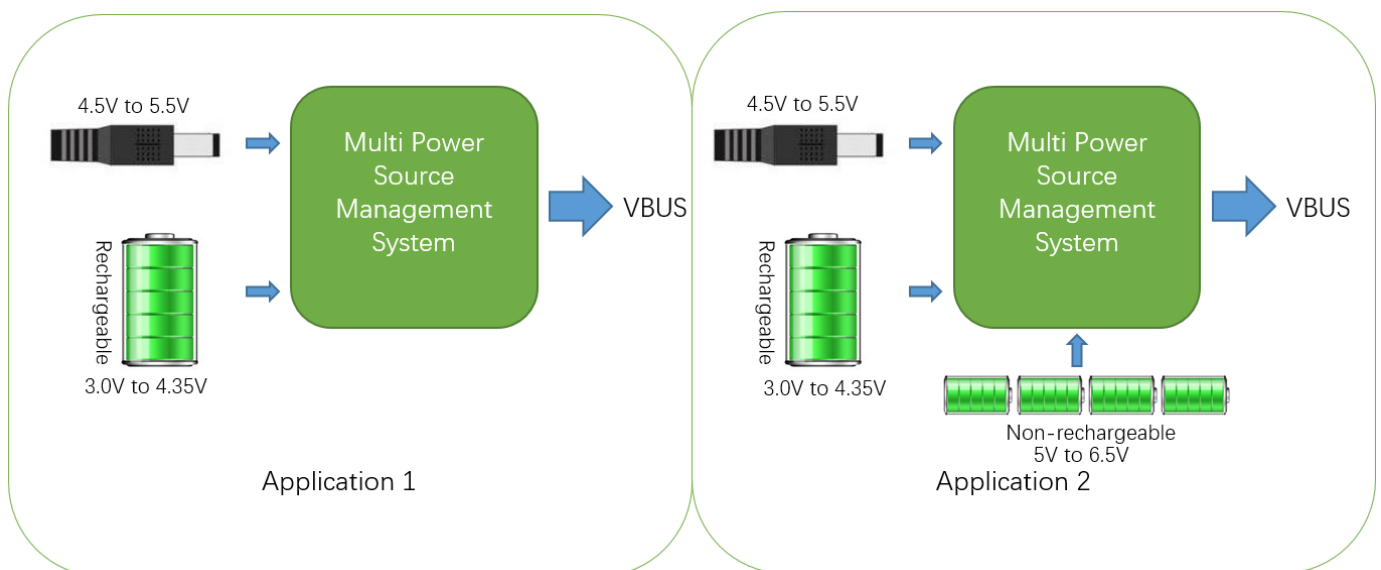 4.5V to 5.5V
Multi Power
Source
Management
System
VBUS
Rechargeable
3.0V to 4.35V
Application 1
4.5V to 5.5V
Multi Power
Source
Management
System
VBUS
Rechargeable
3.0V to 4.35V
Non-rechargeable
5V to 6.5V
Application 2